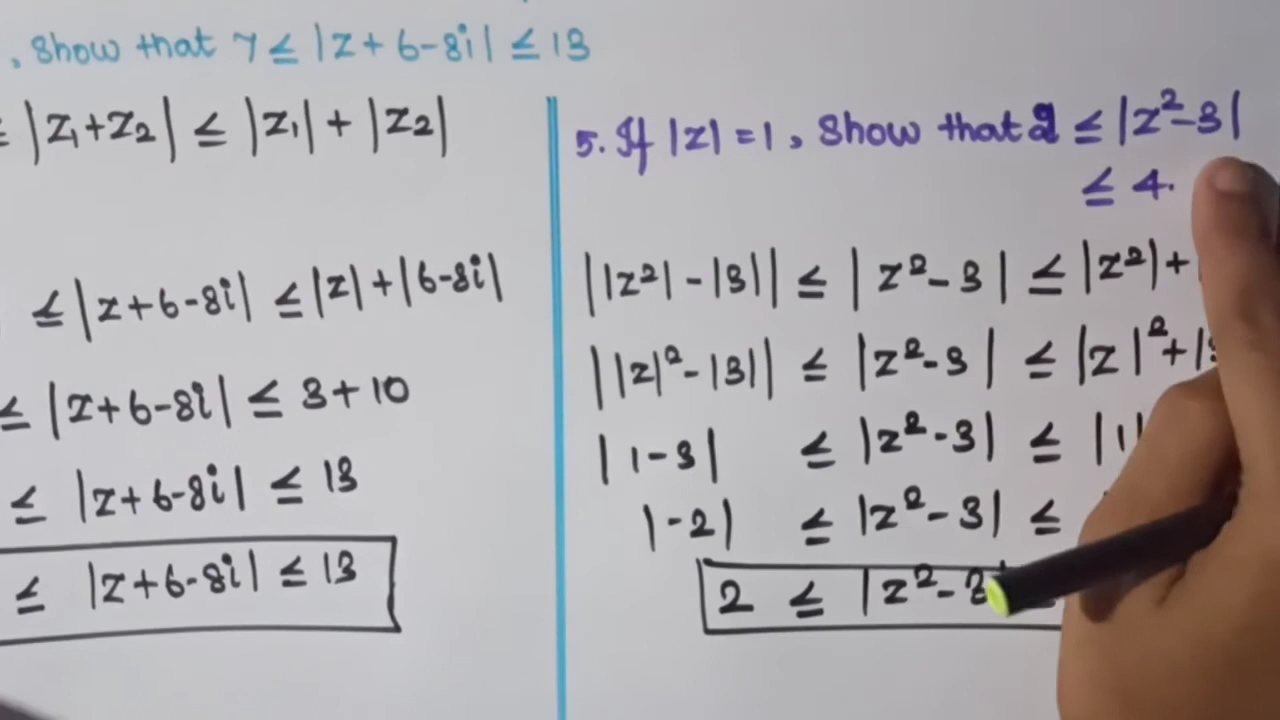 , Show that 7 ≤ |z + 6 - 8i| ≤ 13
≤ |z₁+z₂| ≤ |z₁| + |z₂|
≤ |z+6-8i| ≤ |z| + |6-8i|
≤ |z+6-8i| ≤ 3+10
≤ |z+6-8i| ≤ 13
≤ |z+6-8i| ≤ 13
5. If |z| = 1, Show that 2 ≤ |z²-3|
≤ 4.
||z²| - |3|| ≤ |z² - 3| ≤ |z²| +
||z|² - |3|| ≤ |z²-3| ≤ |z|² + |
|1-3| ≤ |z²-3| ≤ |1|
|-2| ≤ |z²-3| ≤
2 ≤ |z²-3|